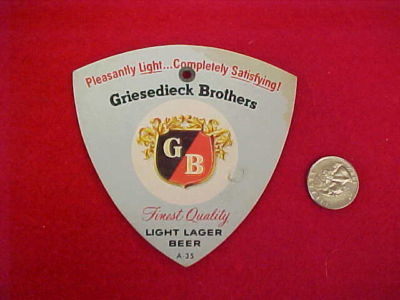 Pleasantly Light...Completely Satisfying!
Griesedieck Brothers
G
B
Finest Quality
LIGHT LAGER
BEER
A-35